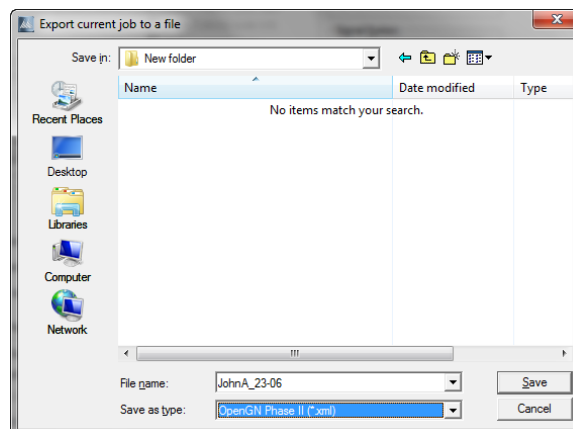 Export current job to a file
Save in:
New folder
Name
Date modified
Type
No items match your search.
Recent Places
Desktop
Libraries
Computer
Network
File name:
JohnA_23-06
Save
Save as type:
OpenGN Phase II (*.xml)
Cancel